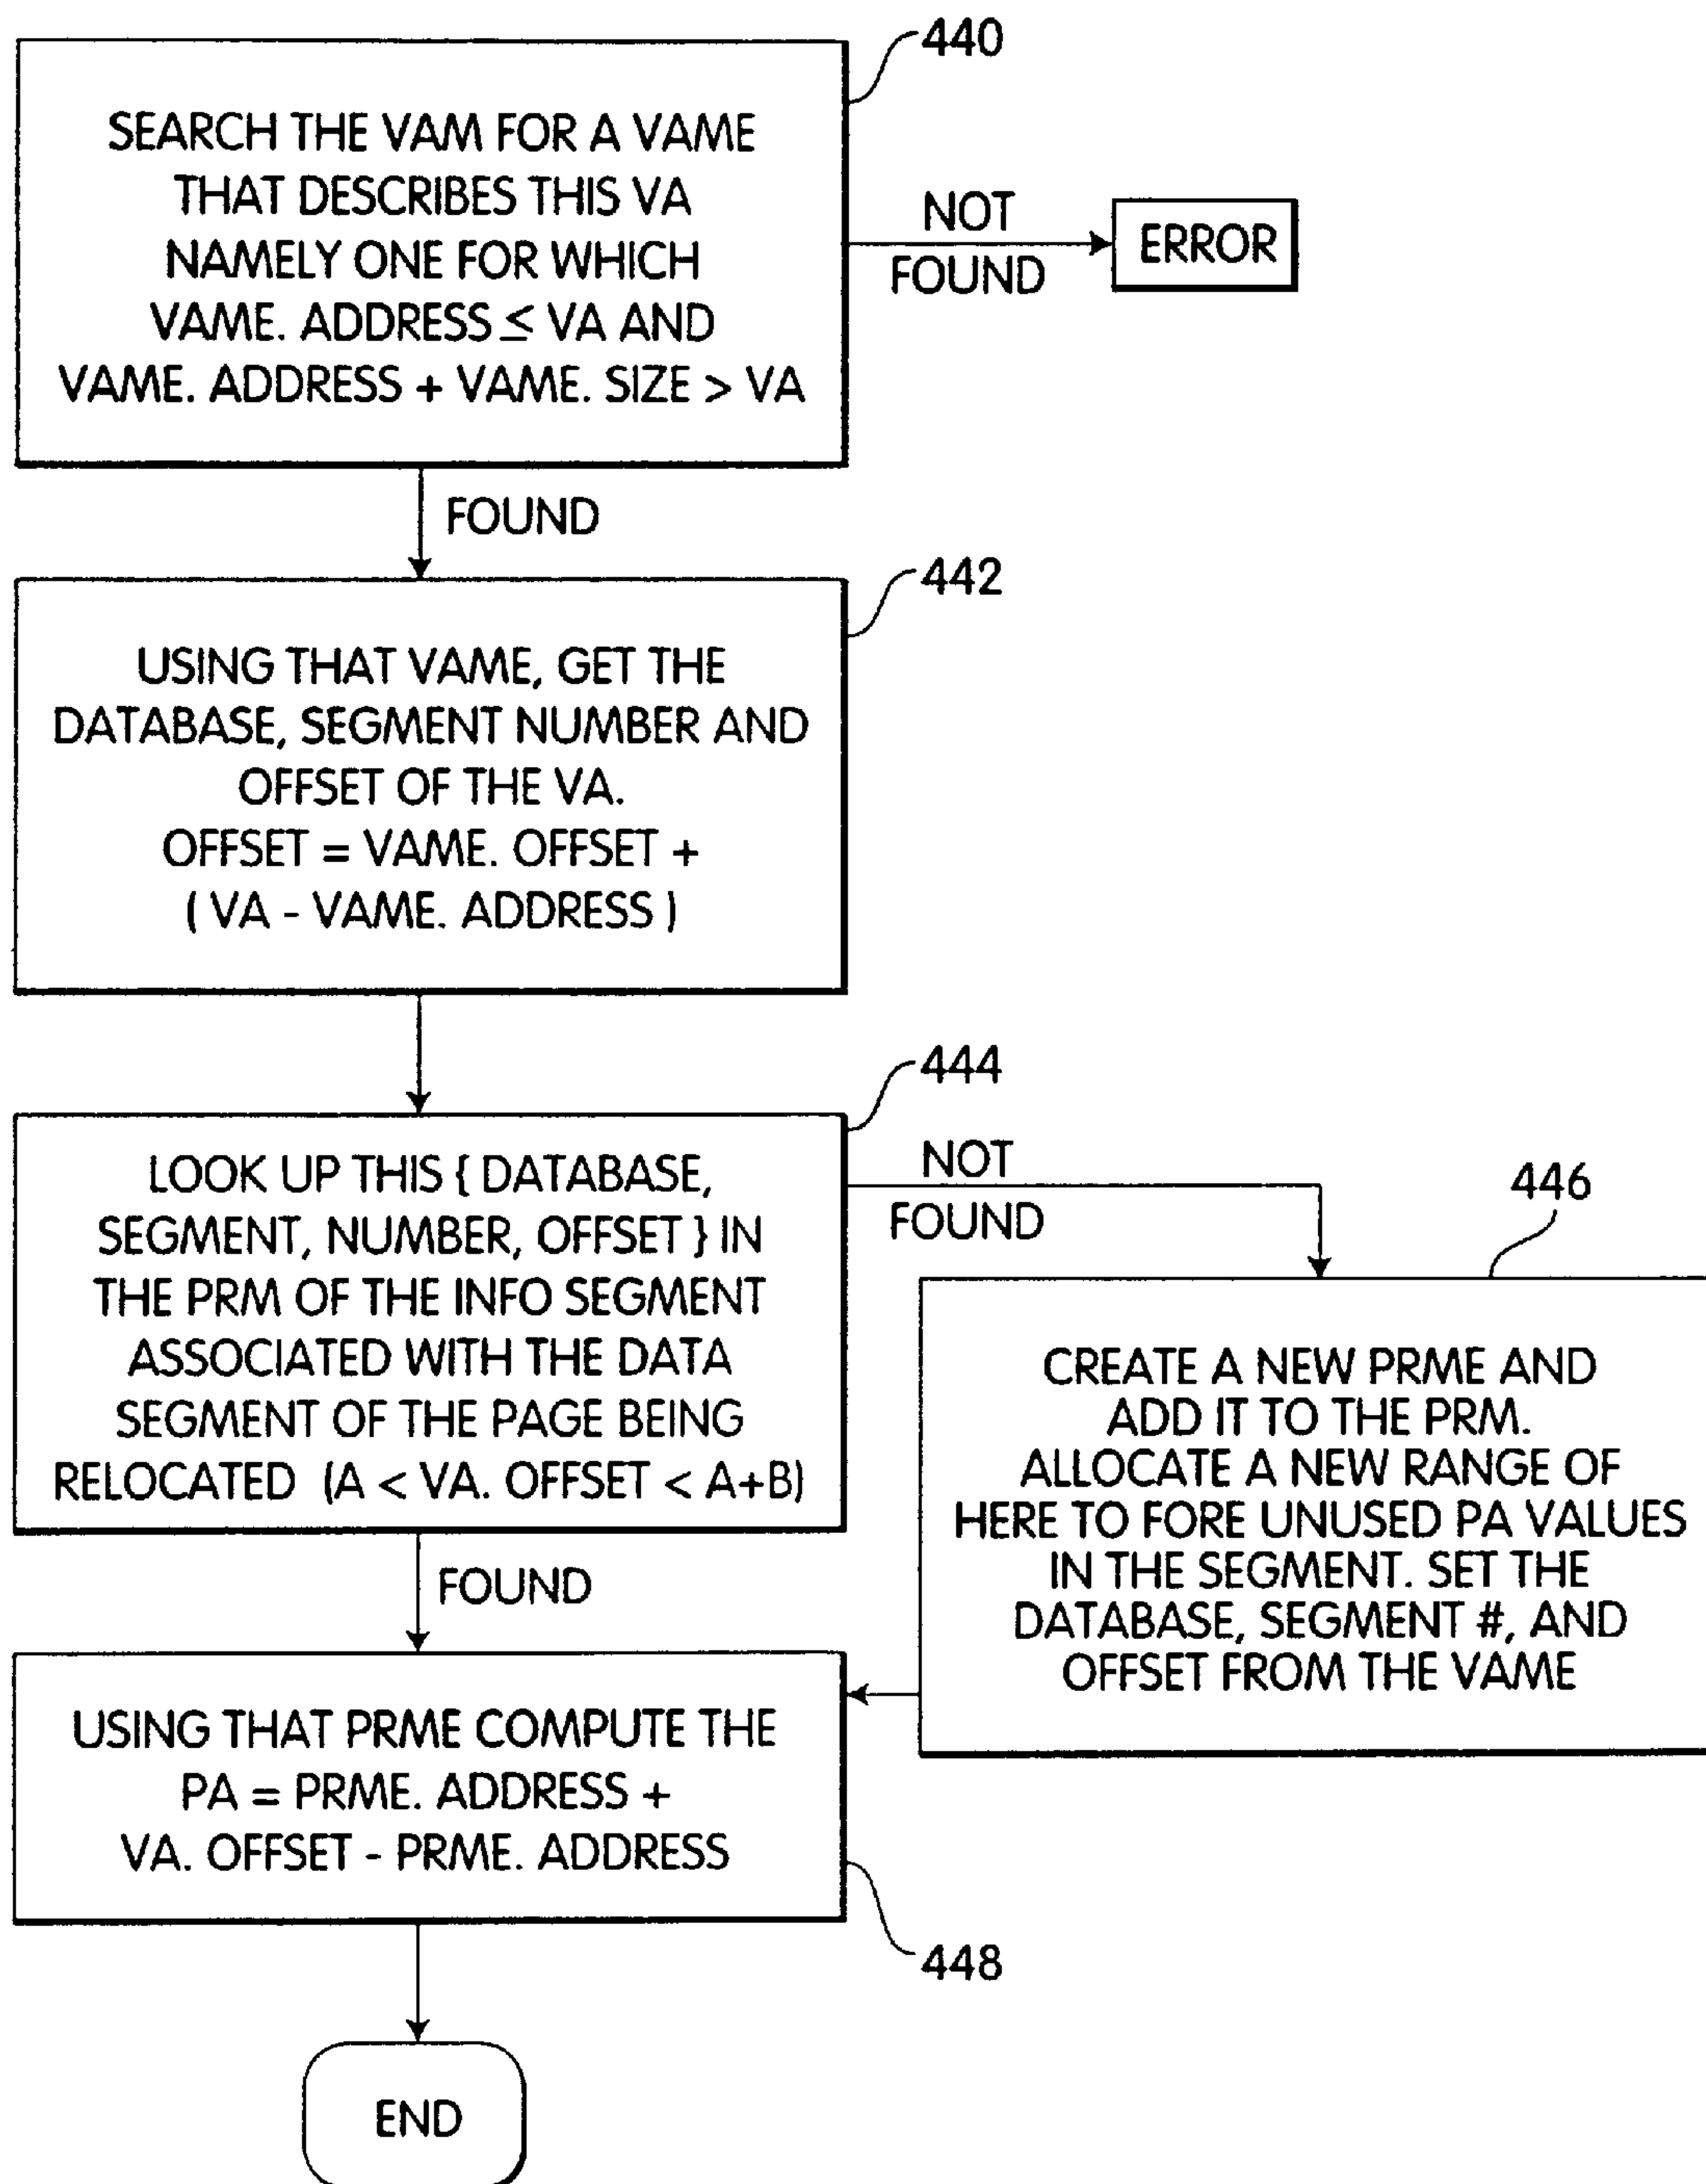 440
SEARCH THE VAM FOR A VAME
THAT DESCRIBES THIS VA
NAMELY ONE FOR WHICH
VAME. ADDRESS ≤ VA AND
VAME. ADDRESS + VAME. SIZE > VA
NOT
FOUND
ERROR
FOUND
442
USING THAT VAME, GET THE
DATABASE, SEGMENT NUMBER AND
OFFSET OF THE VA.
OFFSET = VAME. OFFSET +
( VA - VAME. ADDRESS )
444
LOOK UP THIS { DATABASE,
SEGMENT, NUMBER, OFFSET } IN
THE PRM OF THE INFO SEGMENT
ASSOCIATED WITH THE DATA
SEGMENT OF THE PAGE BEING
RELOCATED (A < VA. OFFSET < A+B)
NOT
FOUND
446
CREATE A NEW PRME AND
ADD IT TO THE PRM.
ALLOCATE A NEW RANGE OF
HERE TO FORE UNUSED PA VALUES
IN THE SEGMENT. SET THE
DATABASE, SEGMENT #, AND
OFFSET FROM THE VAME
FOUND
USING THAT PRME COMPUTE THE
PA = PRME. ADDRESS +
VA. OFFSET - PRME. ADDRESS
448
END